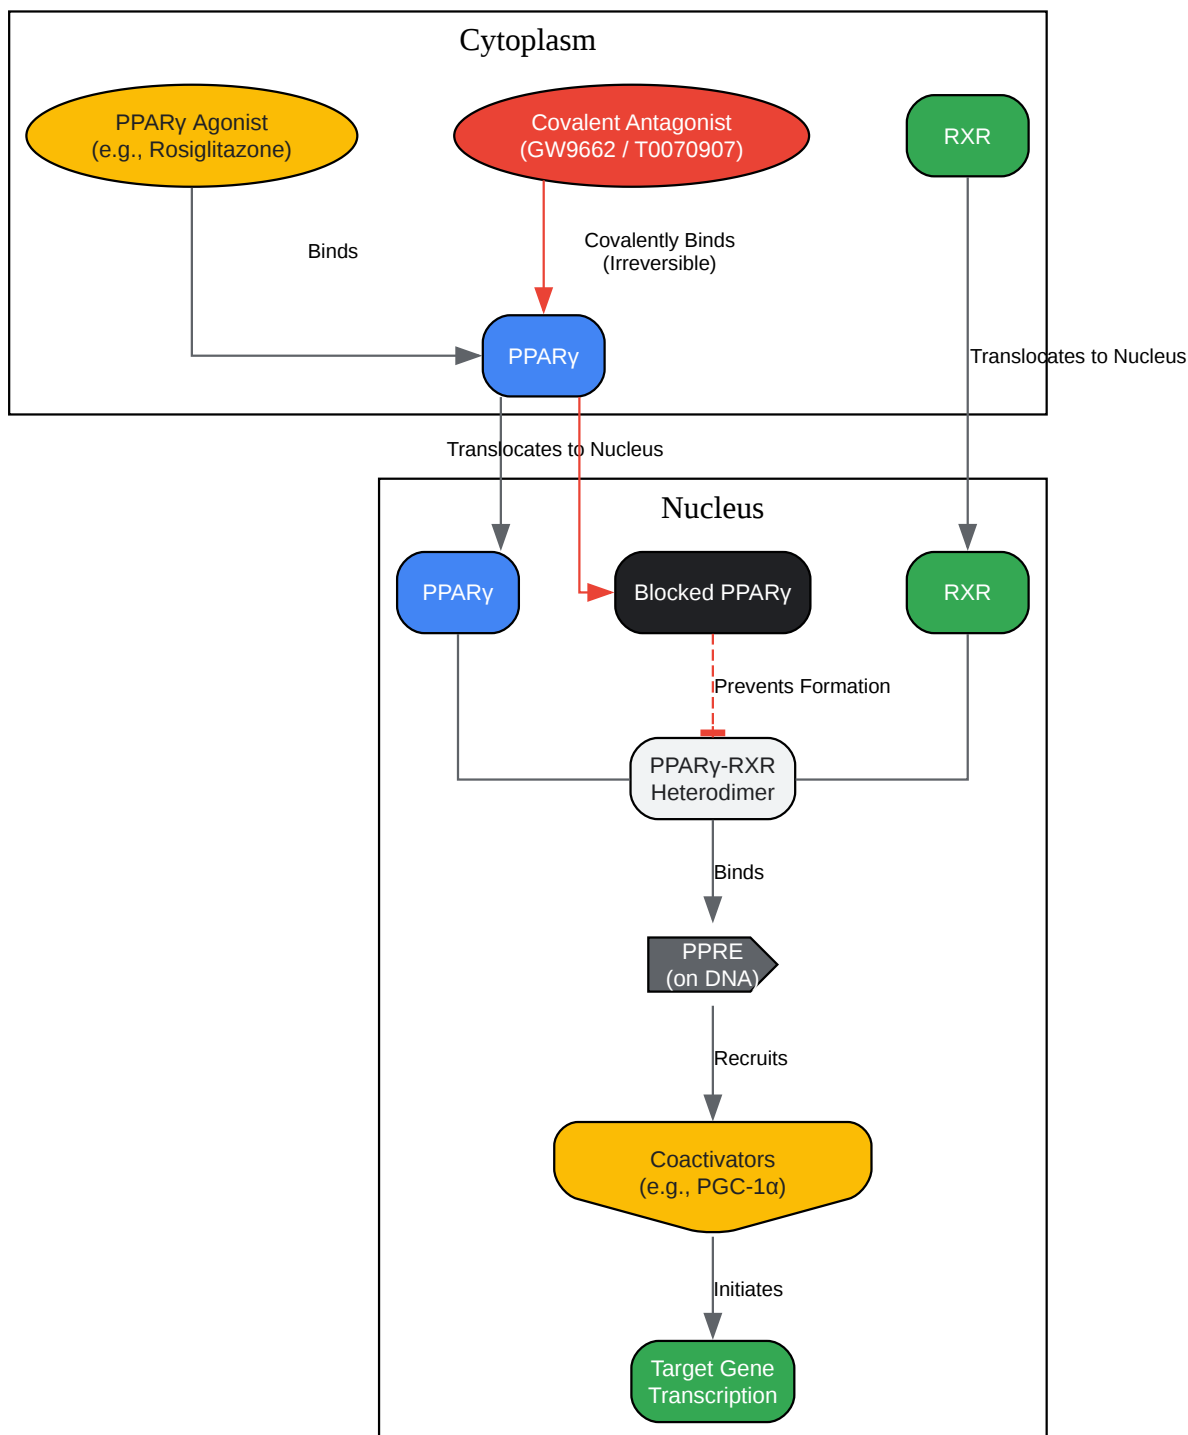 Cytoplasm
PPARγ Agonist
(e.g., Rosiglitazone)
Covalent Antagonist
(GW9662 / T0070907)
RXR
Binds
Covalently Binds
(Irreversible)
PPARγ
Translocates to Nucleus
Translocates to Nucleus
Nucleus
PPARγ
Blocked PPARγ
RXR
Prevents Formation
PPARγ-RXR
Heterodimer
Binds
PPRE
(on DNA)
Recruits
Coactivators
(e.g., PGC-1α)
Initiates
Target Gene
Transcription